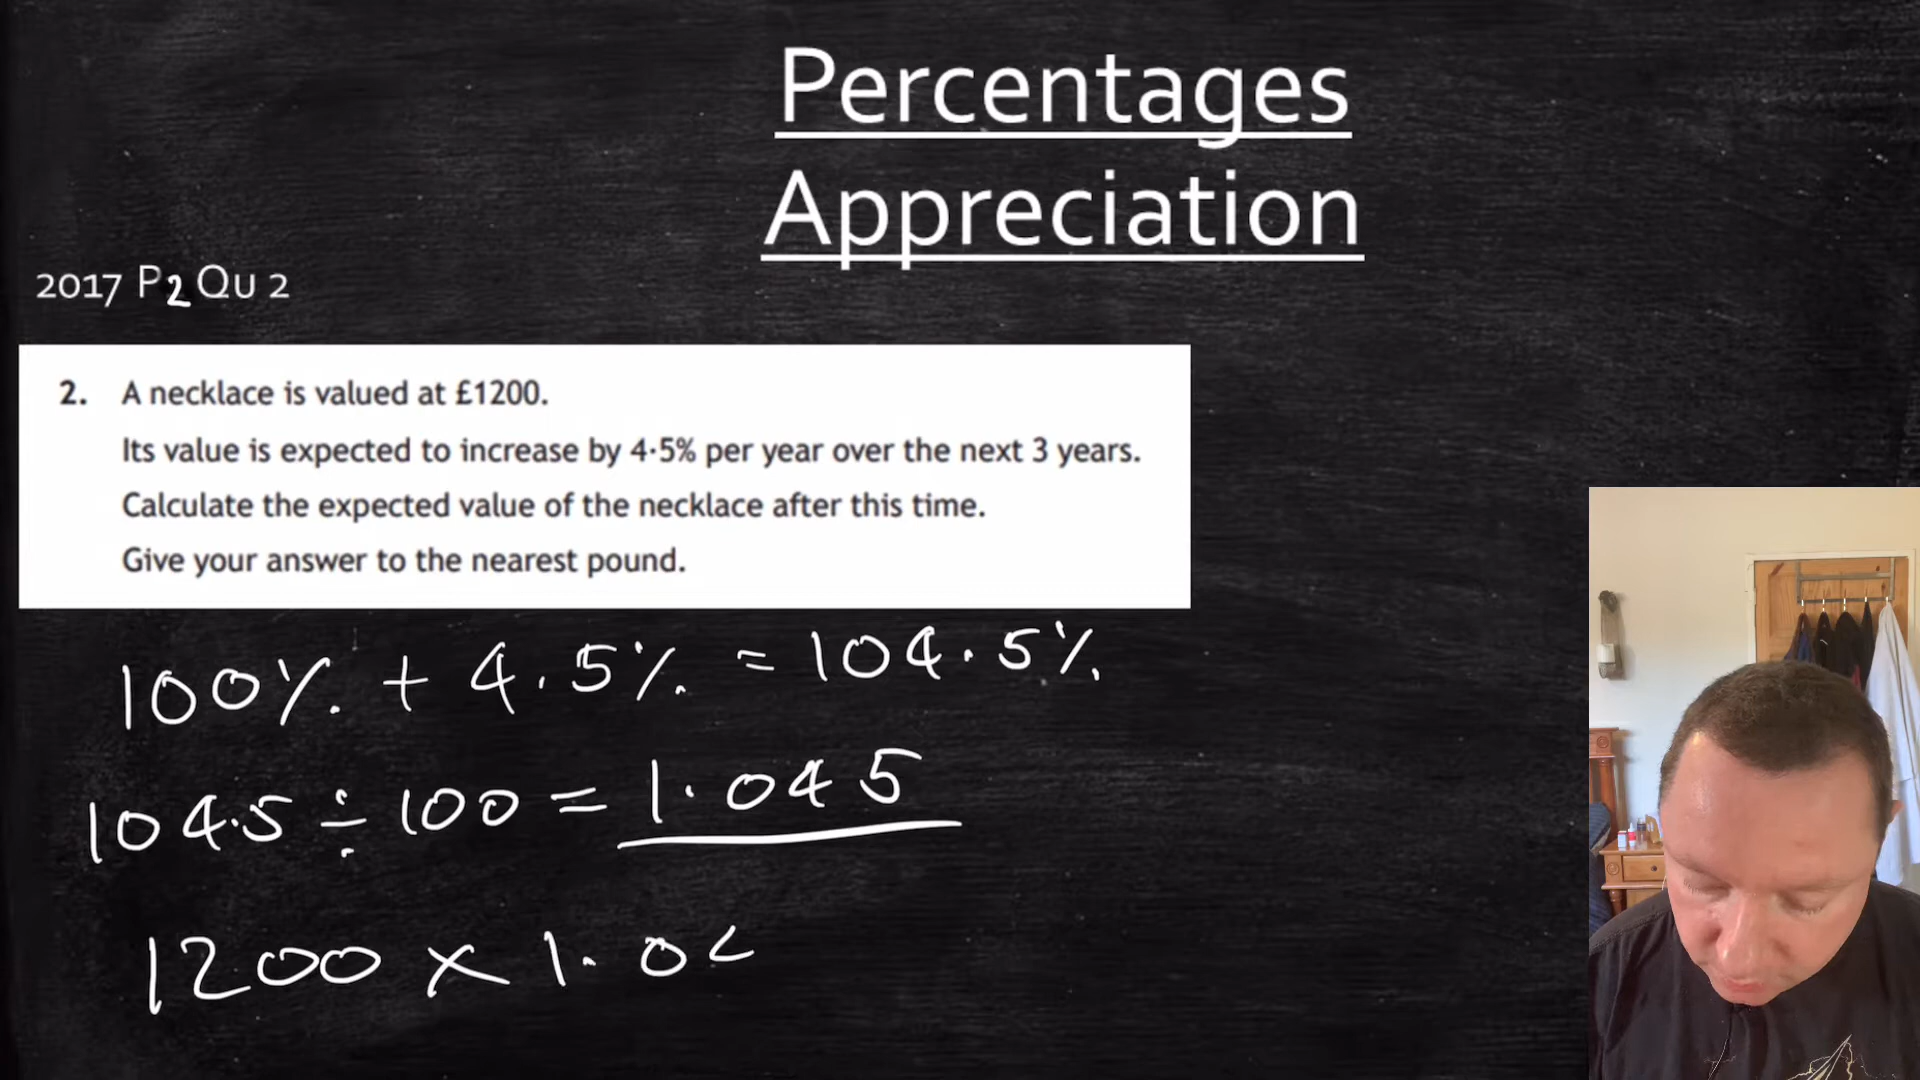 Percentages
Appreciation
2017 P2 Qu 2
2. A necklace is valued at £1200.
Its value is expected to increase by 4·5% per year over the next 3 years.
Calculate the expected value of the necklace after this time.
Give your answer to the nearest pound.
100% + 4.5% = 104.5%
104.5 ÷ 100 = 1.045
1200 × 1.0